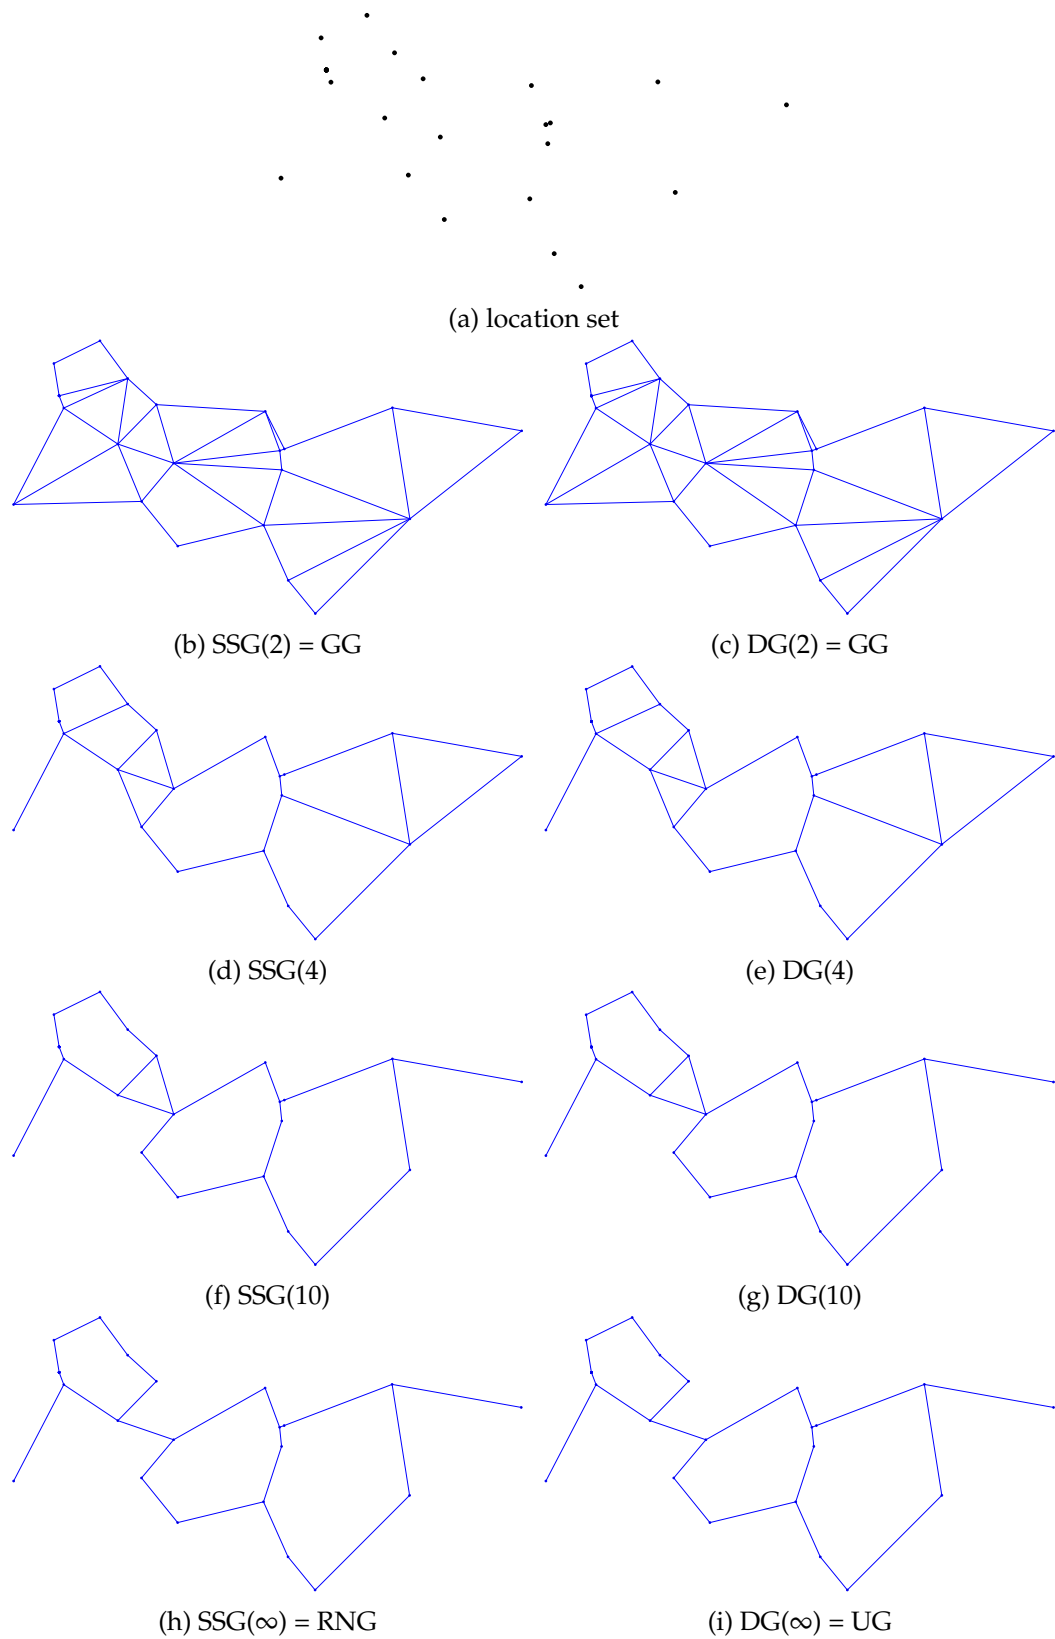 (a) location set
(b) SSG(2) = GG
(c) DG(2) = GG
(d) SSG(4)
(e) DG(4)
(f) SSG(10)
(g) DG(10)
(h) SSG(∞) = RNG
(i) DG(∞) = UG